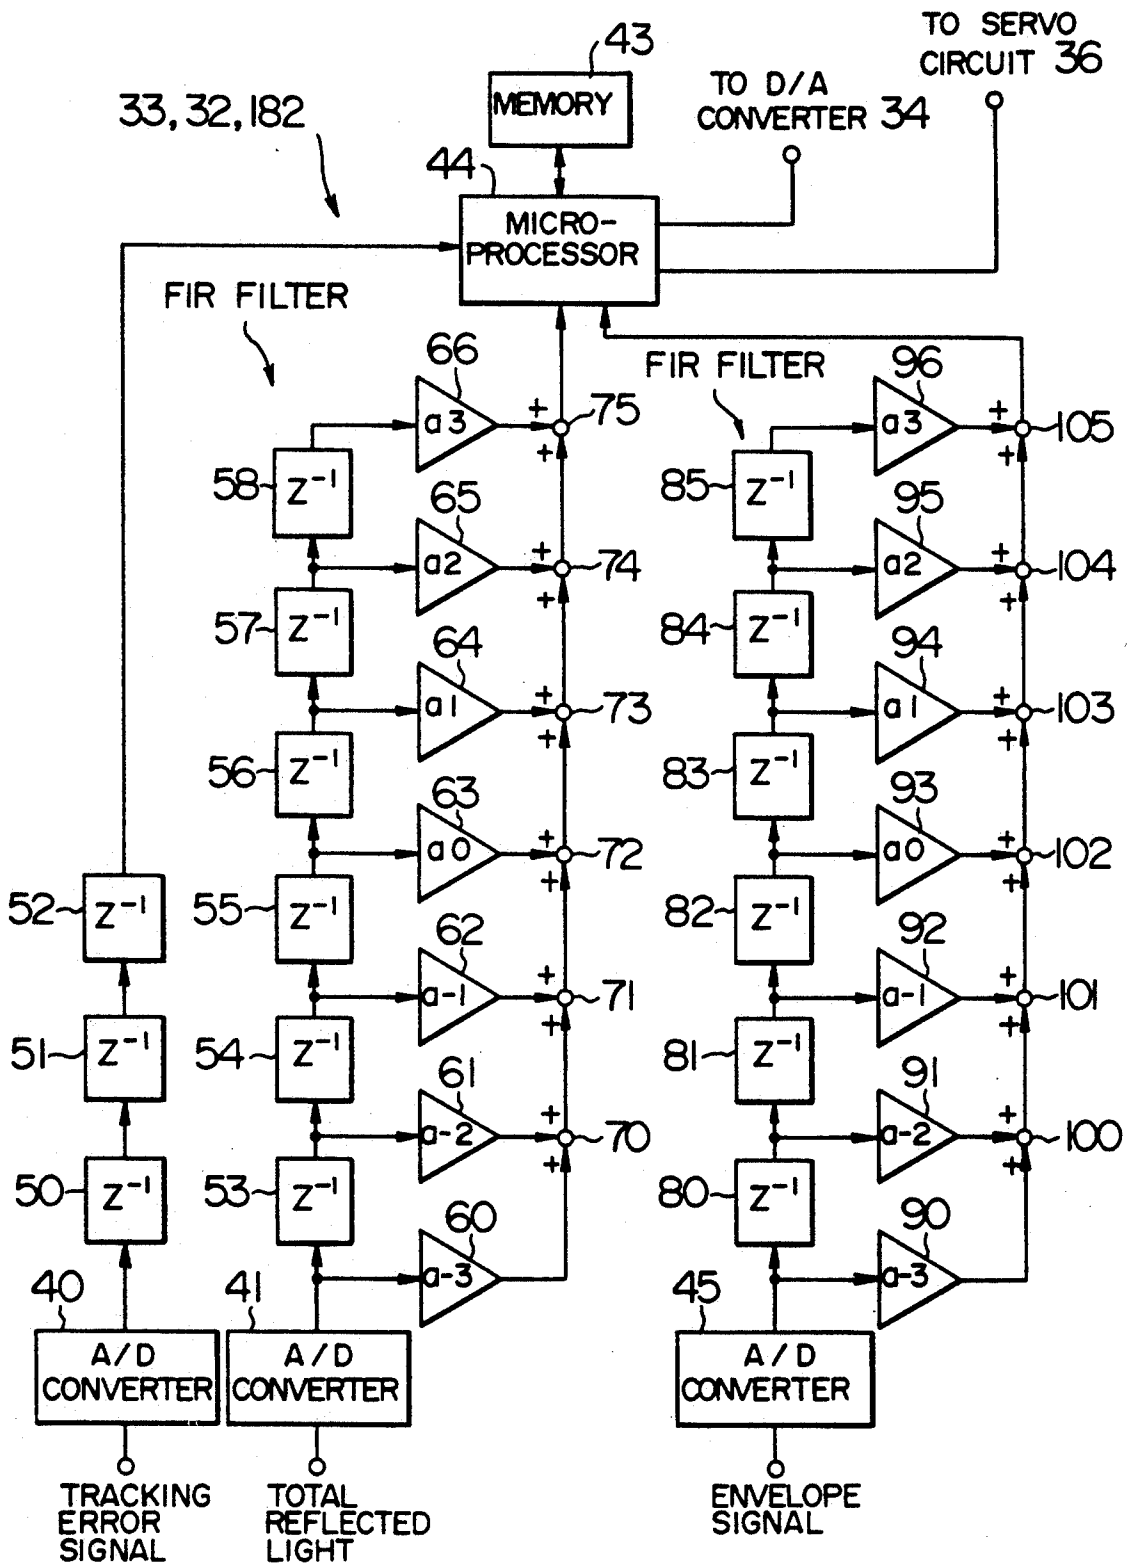 TO SERVO
CIRCUIT 36
43
TO D/A
CONVERTER 34
MEMORY
33, 32, 182
44
MICRO-
PROCESSOR
FIR FILTER
FIR FILTER
66
96
a3
+
75
a3
+
105
+
+
58
Z⁻¹
85
Z⁻¹
65
95
a2
+
74
a2
+
104
+
+
57
Z⁻¹
84
Z⁻¹
64
94
a1
+
73
a1
+
103
+
+
56
Z⁻¹
83
Z⁻¹
63
93
a0
+
72
a0
+
102
+
+
52
Z⁻¹
55
Z⁻¹
82
Z⁻¹
62
92
a-1
+
71
a-1
+
101
+
+
51
Z⁻¹
54
Z⁻¹
81
Z⁻¹
61
91
a-2
+
70
a-2
+
100
+
+
50
Z⁻¹
53
Z⁻¹
80
Z⁻¹
60
90
a-3
a-3
40
41
45
A/D
CONVERTER
A/D
CONVERTER
A/D
CONVERTER
TRACKING
ERROR
SIGNAL
TOTAL
REFLECTED
LIGHT
ENVELOPE
SIGNAL